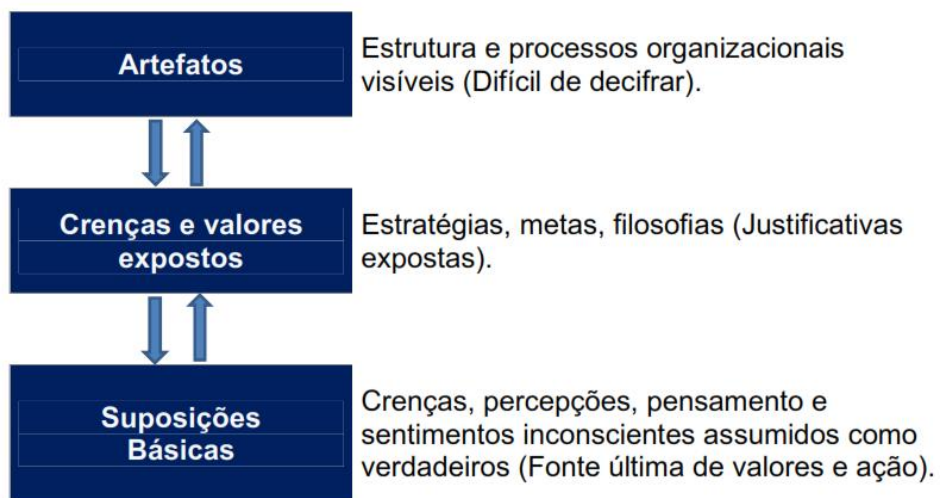 Artefatos
Estrutura e processos organizacionais
visíveis (Difícil de decifrar).
Crenças e valores
expostos
Estratégias, metas, filosofias (Justificativas
expostas).
Suposições
Básicas
Crenças, percepções, pensamento e
sentimentos inconscientes assumidos como
verdadeiros (Fonte última de valores e ação).